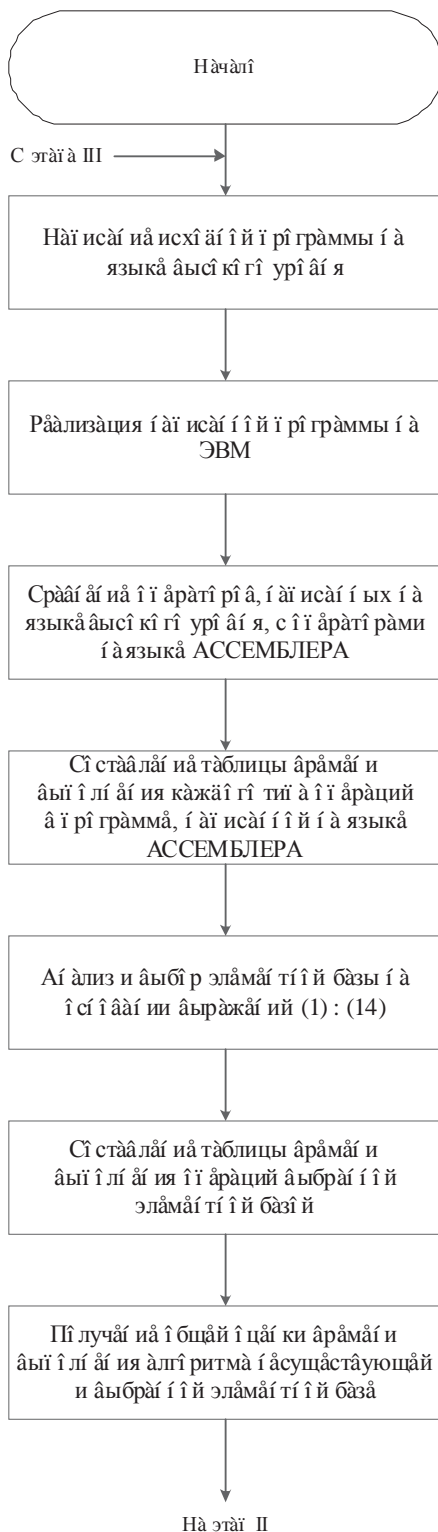 Нàчàлî
С этàïà III
Нàï исàí иå исхî äí î й ï рî грàммы í à
языкå âысî кî гî урî âí я
Рåàлизàция í àï исàí í î й ï рî грàммы í à
ЭВМ
Срàâí åí иå î ï åрàтî рî â, í àï исàí í ых í à
языкå âысî кî гî урî âí я, с î ï åрàтî рàми
í à языкå АССЕМБЛЕРА
Сî стàâлåí иå тàблицы âрåмåí и
âыï î лí åí ия кàжäî гî тиï à î ï åрàций
â ï рî грàммå, í àï исàí í î й í à языкå
АССЕМБЛЕРА
Аí àлиз и âыбî р элåмåí тí î й бàзы í à
î сí î âàí ии âырàжåí ий (1) : (14)
Сî стàâлåí иå тàблицы âрåмåí и
âыï î лí åí ия î ï åрàций âыбрàí í î й
элåмåí тí î й бàзî й
Пî лучåí иå î бщåй î цåí ки âрåмåí и
âыï î лí åí ия àлгî ритмà í àсущåстâующåй
и âыбрàí í î й элåмåí тí î й бàзå
Нà этàï II